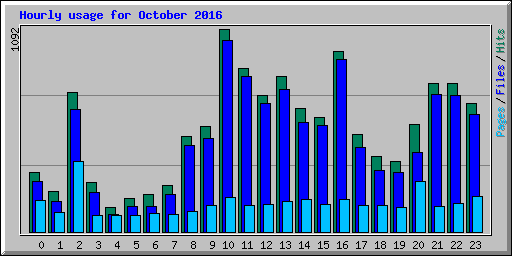 Hourly usage for October 2016
1092
Pages / Files / Hits
0 1 2 3 4 5 6 7 8 9 10 11 12 13 14 15 16 17 18 19 20 21 22 23